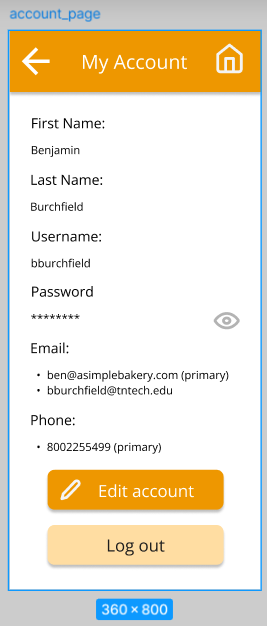 account_page
My Account
First Name:
Benjamin
Last Name:
Burchfield
Username:
bburchfield
Password
********
Email:
• ben@asimplebakery.com (primary)
• bburchfield@tntech.edu
Phone:
• 8002255499 (primary)
Edit account
Log out
360 × 800